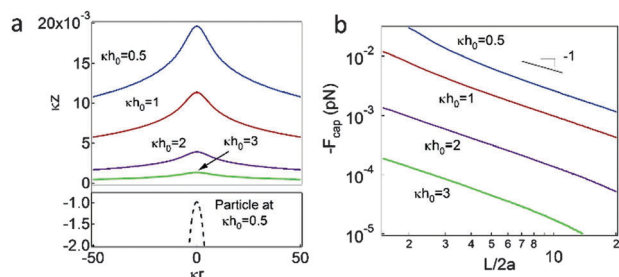 a
20x10⁻³
15
10
5
0
κz
κh₀=0.5
κh₀=1
κh₀=2
κh₀=3
-1.0
-1.5
-2.0
Particle at
κh₀=0.5
-50
0
50
κr
b
10⁻²
10⁻³
10⁻⁴
10⁻⁵
-F_cap (pN)
κh₀=0.5
-1
κh₀=1
κh₀=2
κh₀=3
2 3 4 5 6 7 8 10 2
L/2a